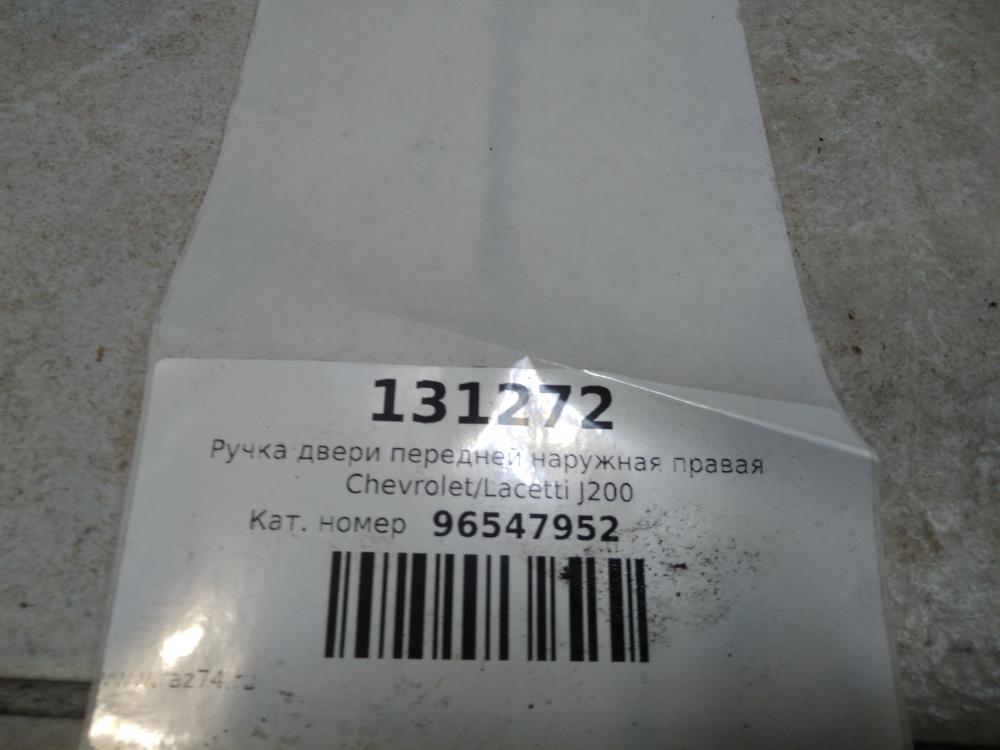 131272
Ручка двери передней наружная правая
Chevrolet/Lacetti J200
Кат. номер 96547952